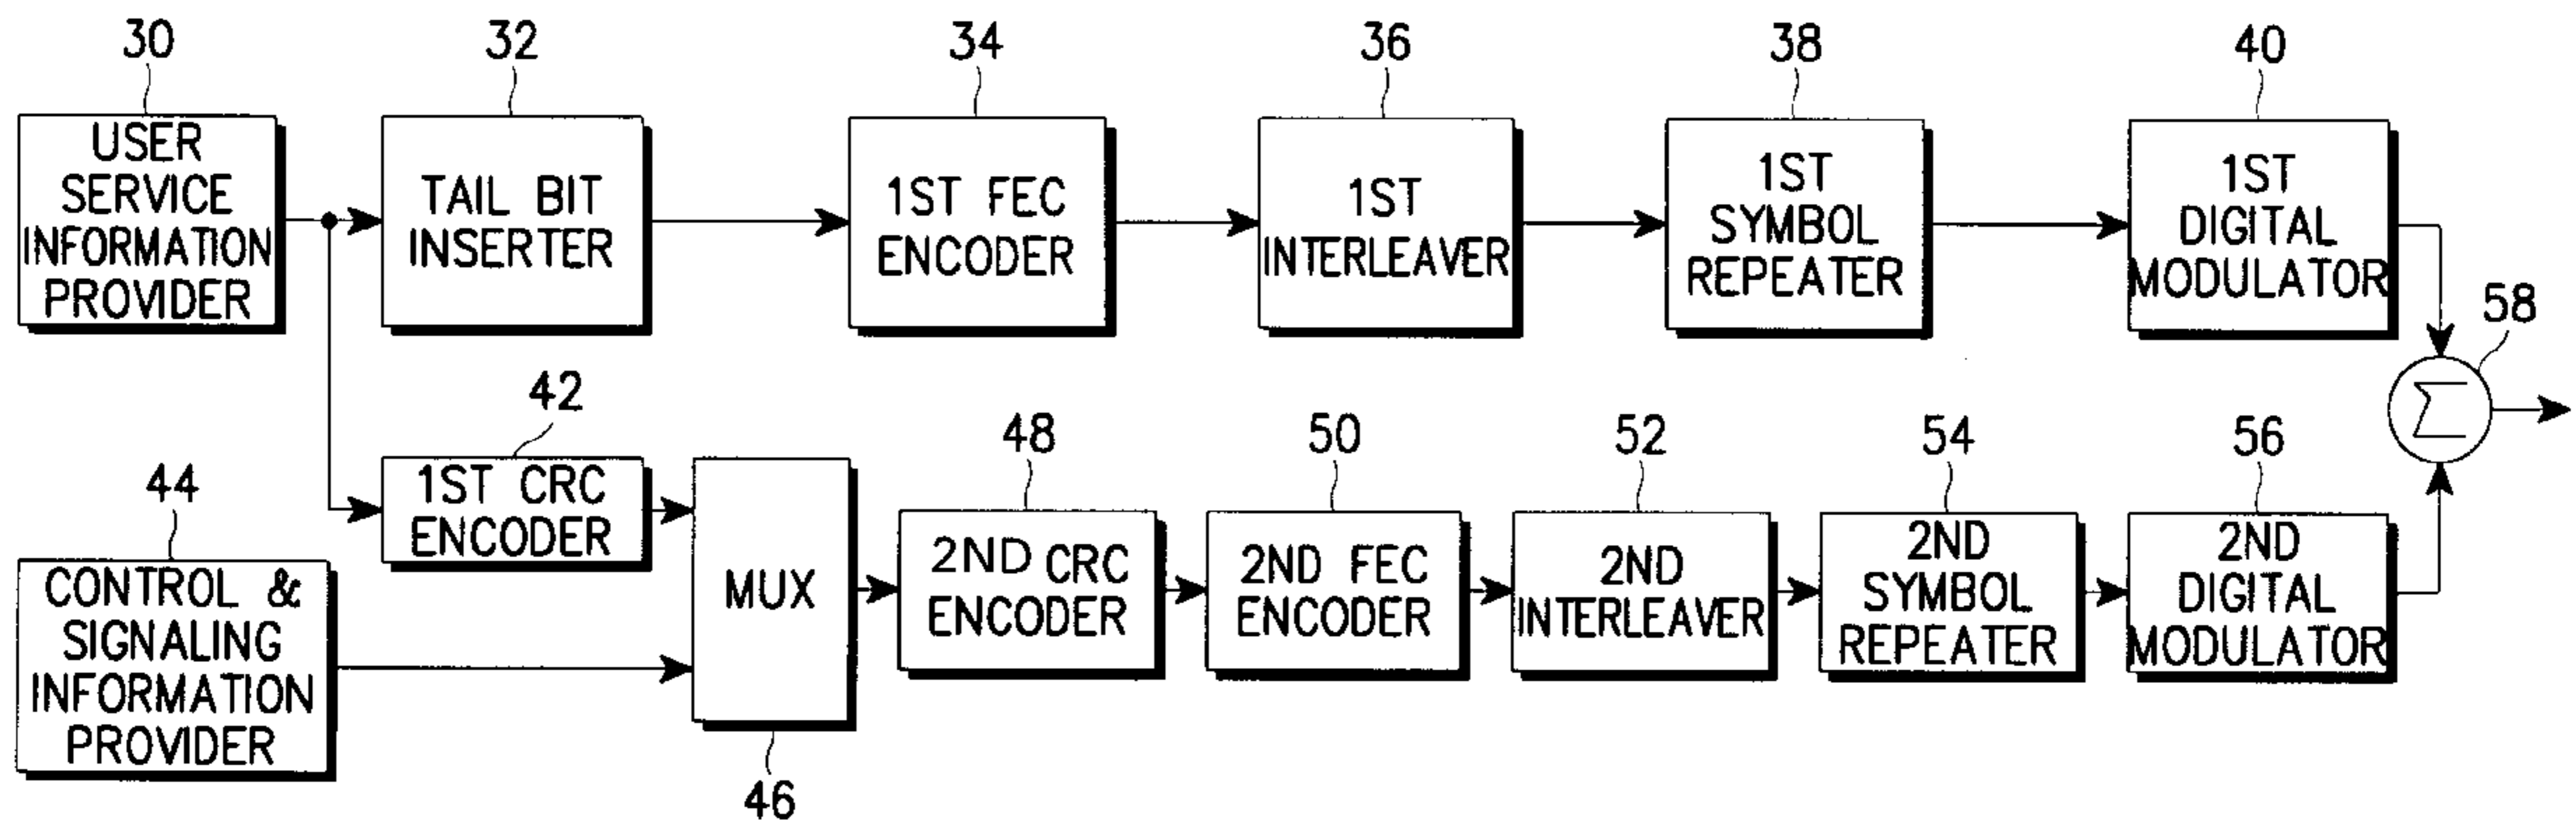 30
32
34
36
38
40
USER
SERVICE
INFORMATION
PROVIDER
TAIL BIT
INSERTER
1ST FEC
ENCODER
1ST
INTERLEAVER
1ST
SYMBOL
REPEATER
1ST
DIGITAL
MODULATOR
58
Σ
42
1ST CRC
ENCODER
44
CONTROL &
SIGNALING
INFORMATION
PROVIDER
MUX
46
48
2ND CRC
ENCODER
50
2ND FEC
ENCODER
52
2ND
INTERLEAVER
54
2ND
SYMBOL
REPEATER
56
2ND
DIGITAL
MODULATOR